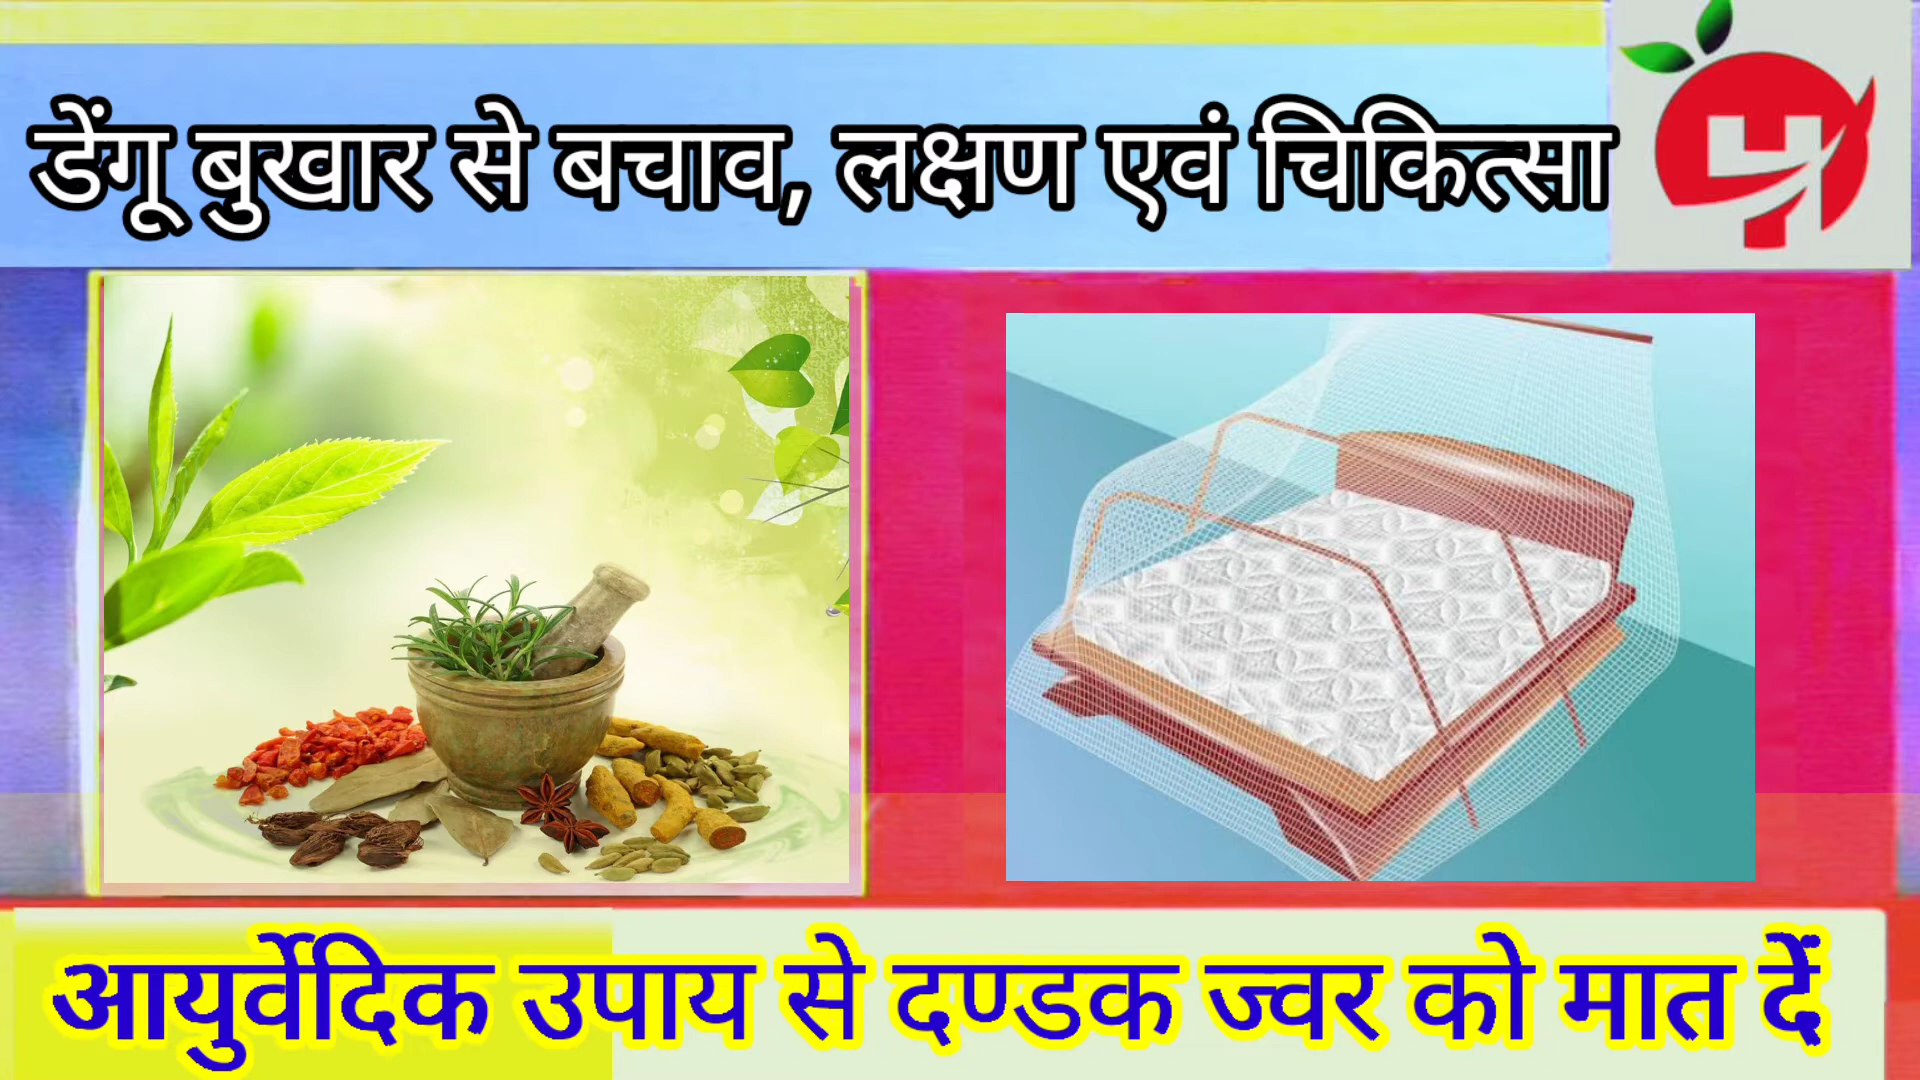 डेंगू बुखार से बचाव, लक्षण एवं चिकित्सा
आयुर्वेदिक उपाय से दण्डक ज्वर को मात दें